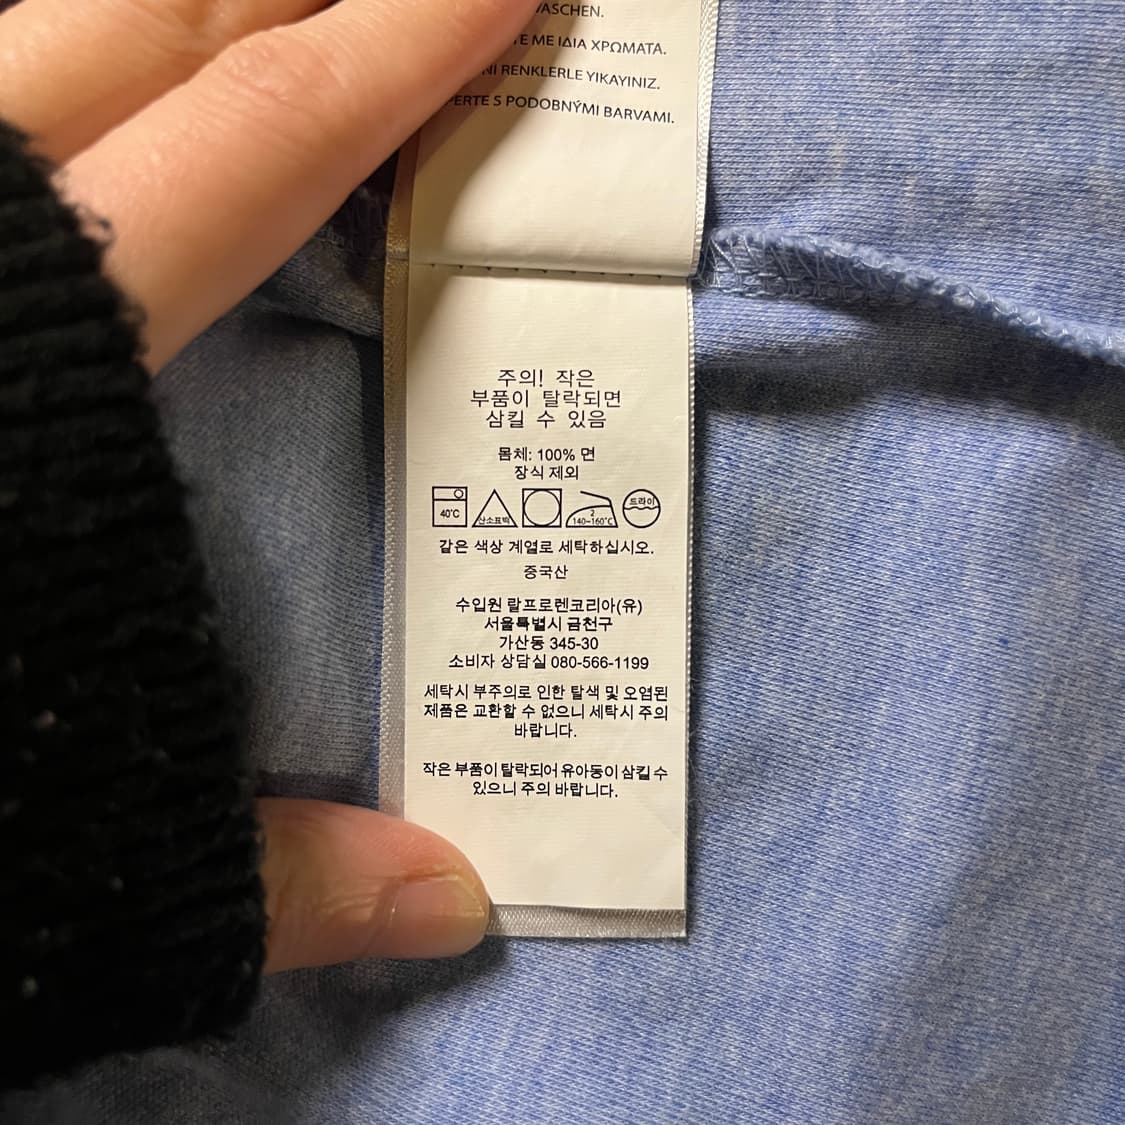 WASCHEN.
ΤΕ ΜΕ ΙΔΙΑ ΧΡΩΜΑΤΑ.
NI RENKLERLE YIKAYINIZ.
PERTE S PODOBNÝMI BARVAMI.
주의! 작은
부품이 탈락되면
삼킬 수 있음
몸체: 100% 면
장식 제외
40°C 산소표백 2 140~160°C 드라이
같은 색상 계열로 세탁하십시오.
중국산
수입원 랄프로렌코리아(유)
서울특별시 금천구
가산동 345-30
소비자 상담실 080-566-1199
세탁시 부주의로 인한 탈색 및 오염된
제품은 교환할 수 없으니 세탁시 주의
바랍니다.
작은 부품이 탈락되어 유아동이 삼킬 수
있으니 주의 바랍니다.